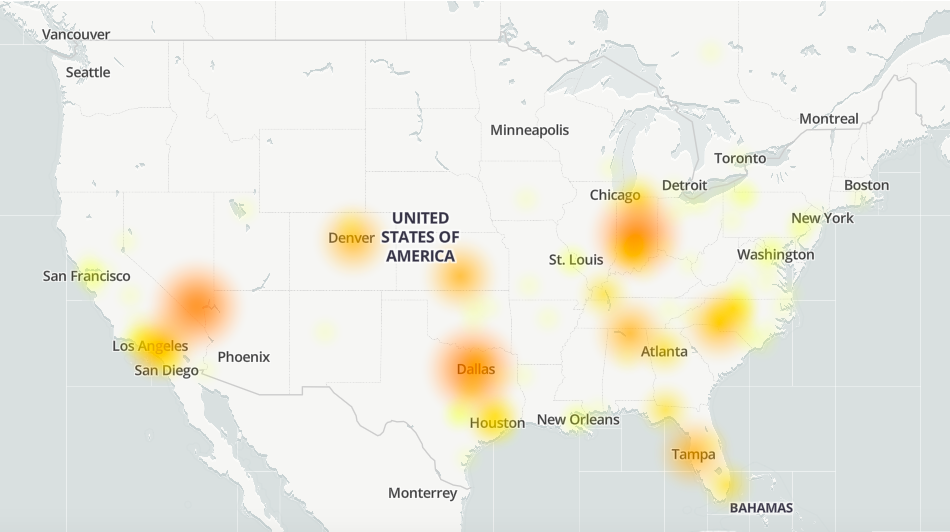 Vancouver
Seattle
Minneapolis
Montreal
Toronto
Detroit
Boston
Chicago
New York
UNITED
STATES OF
AMERICA
Denver
St. Louis
Washington
San Francisco
Los Angeles
Phoenix
San Diego
Atlanta
Dallas
Houston
New Orleans
Tampa
Monterrey
BAHAMAS